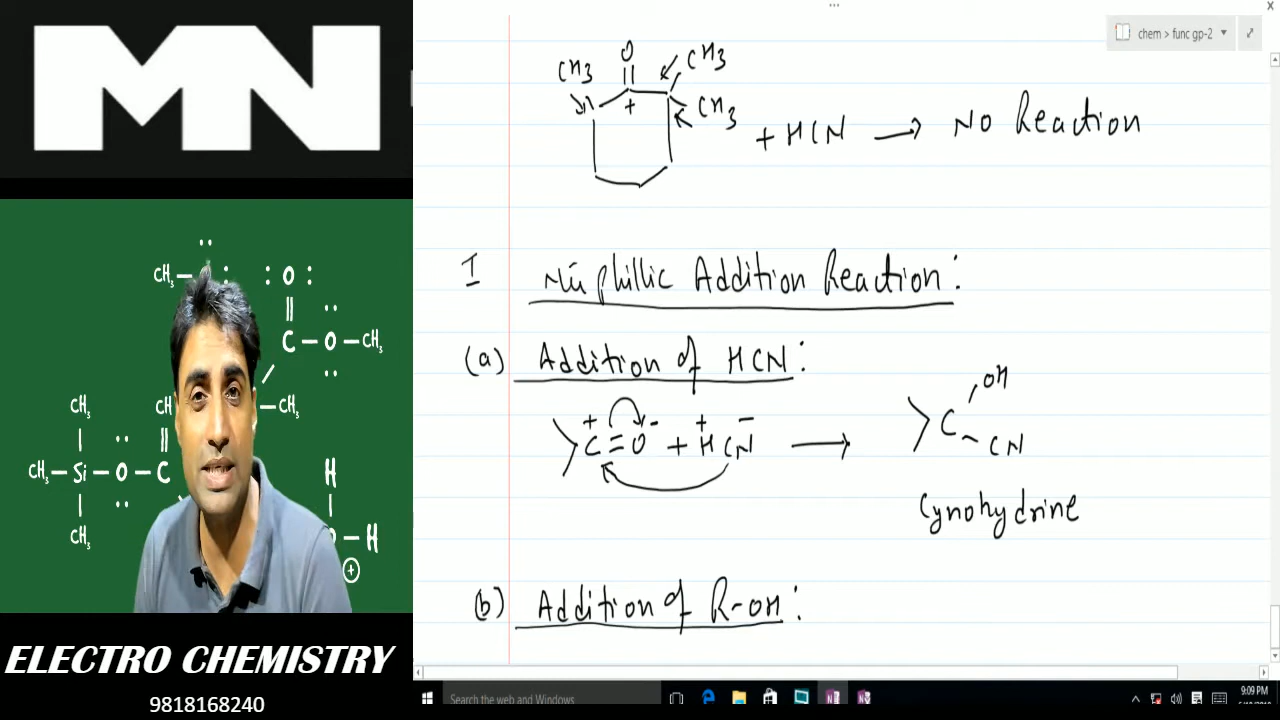 MN
chem > func gp-2
CH3 O CH3
+ CH3
+ HCN → No Reaction
I Nu phillic Addition Reaction:
(a) Addition of HCN:
+ - + -
C = O + H CN → C OH
CN
Cynohydrine
(b) Addition of R-OH:
CH₃ : O :
C — O — CH₃
CH₃ CH — CH₃
CH₃ — Si — O — C H
CH₃ — H
+
ELECTRO CHEMISTRY
9818168240
Search the web and Windows
9:09 PM